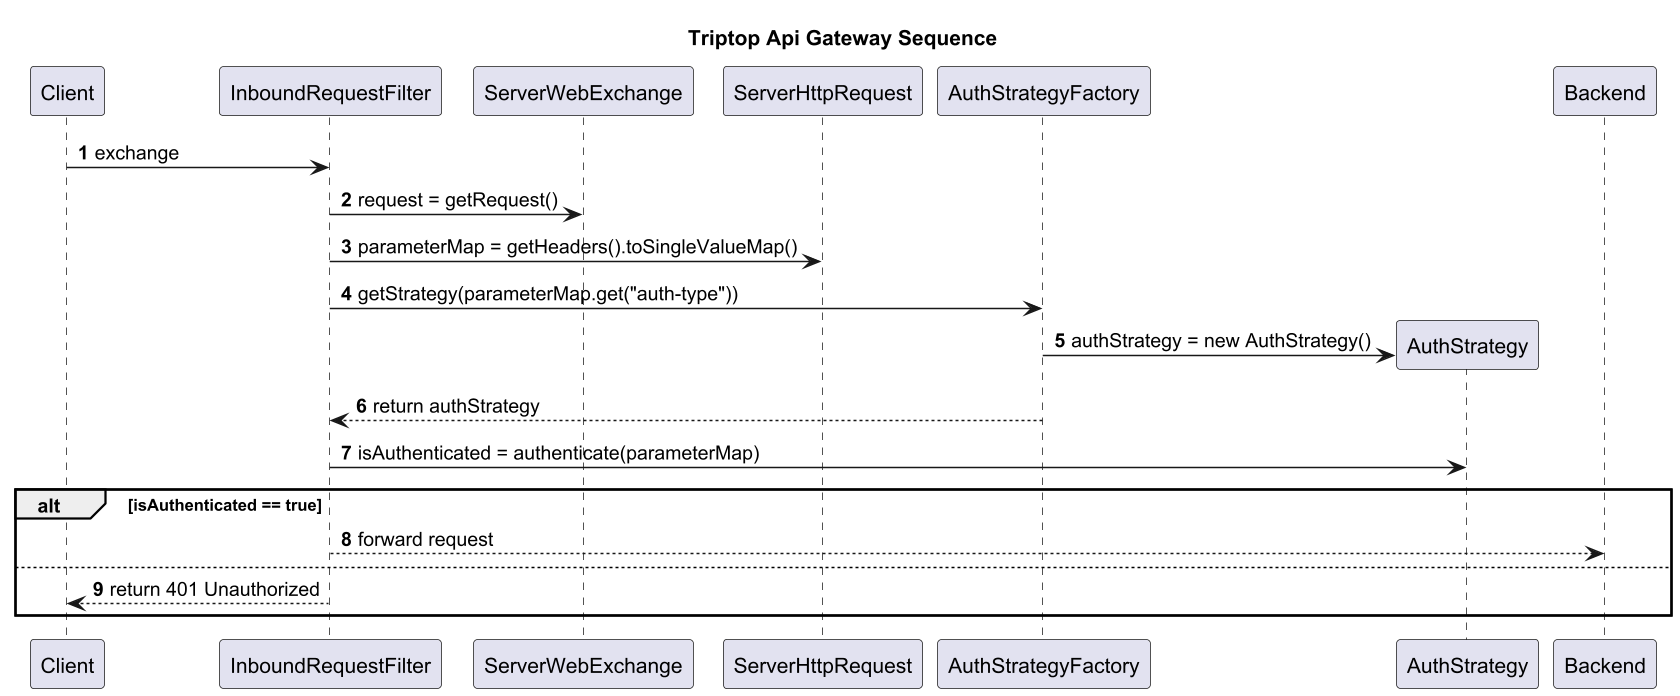 Triptop Api Gateway Sequence
Client InboundRequestFilter ServerWebExchange ServerHttpRequest AuthStrategyFactory Backend
1 exchange
2 request = getRequest()
3 parameterMap = getHeaders().toSingleValueMap()
4 getStrategy(parameterMap.get("auth-type"))
5 authStrategy = new AuthStrategy() AuthStrategy
6 return authStrategy
7 isAuthenticated = authenticate(parameterMap)
alt [isAuthenticated == true]
8 forward request
9 return 401 Unauthorized
Client InboundRequestFilter ServerWebExchange ServerHttpRequest AuthStrategyFactory AuthStrategy Backend